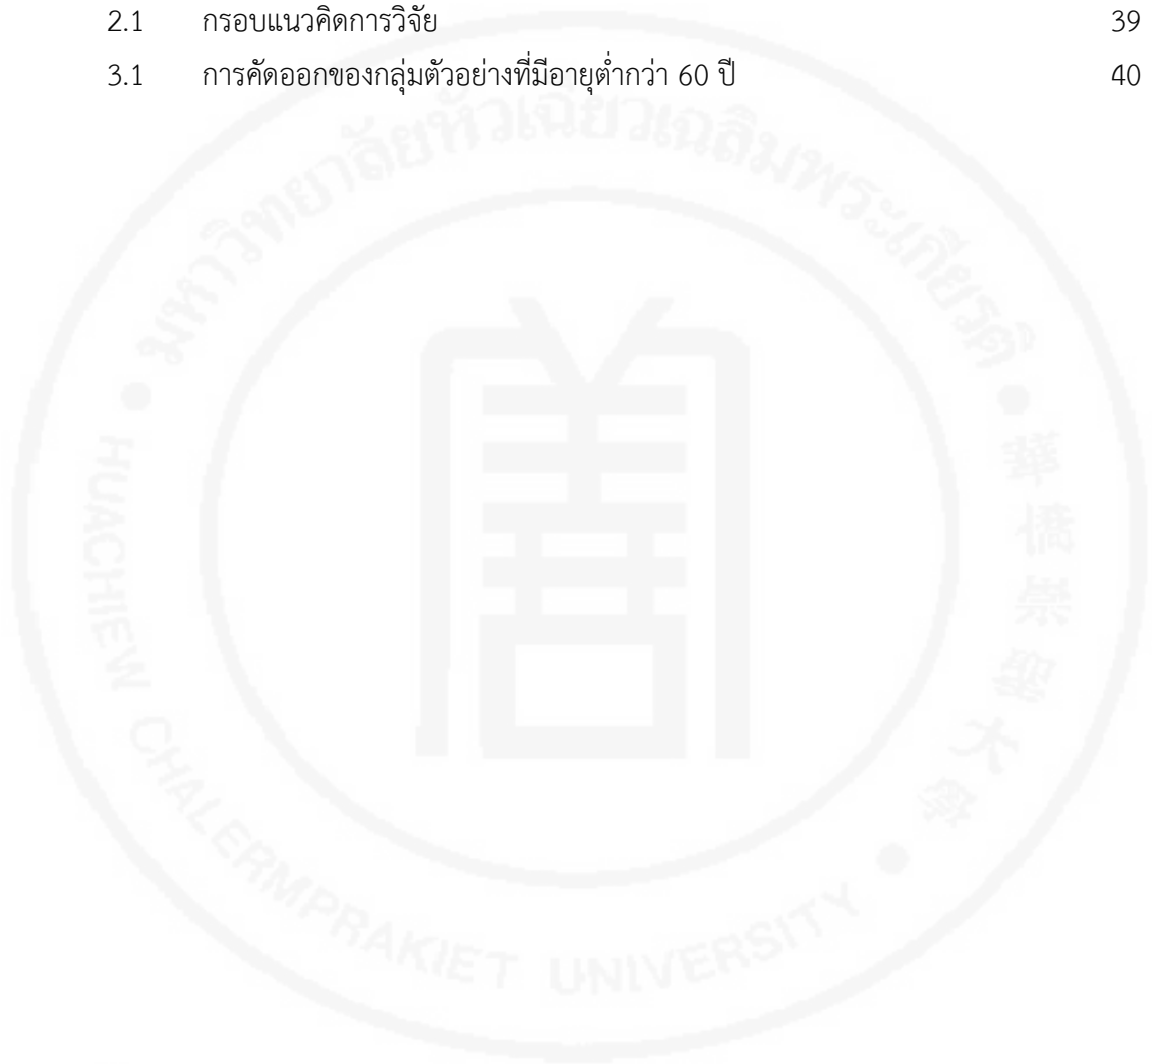 2.1 กรอบแนวคิดการวิจัย 39
3.1 การคัดออกของกลุ่มตัวอย่างที่มีอายุต่ำกว่า 60 ปี 40
มหาวิทยาลัยหัวเฉียวเฉลิมพระเกียรติ
華僑崇聖大學
HUACHIEW CHALERMPRAKIET UNIVERSITY